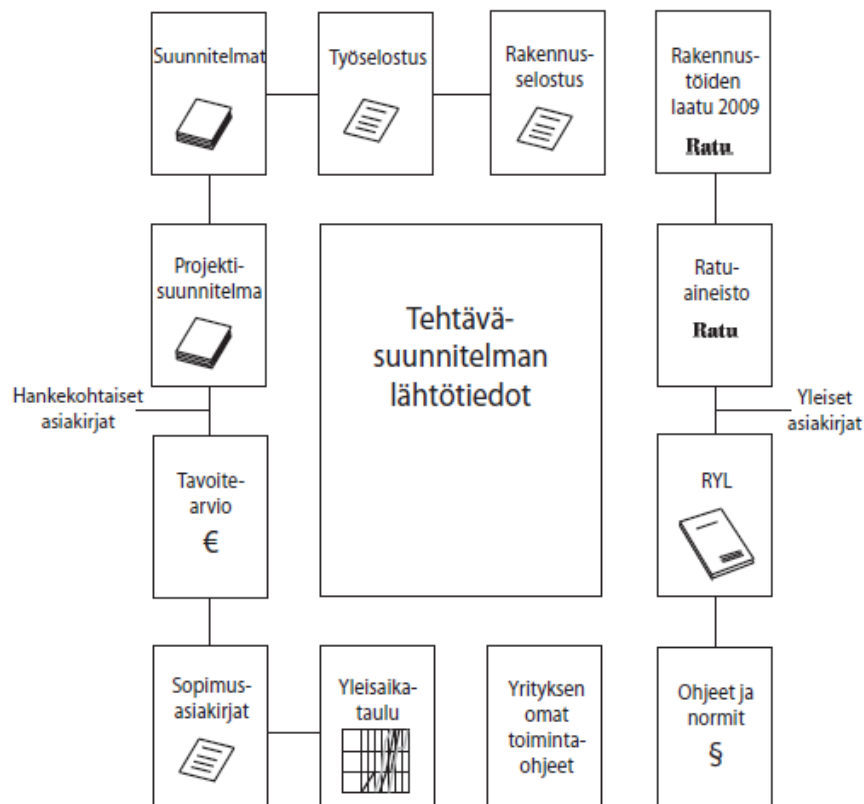 Suunnitelmat
Työselostus
Rakennus-
selostus
Rakennus-
töiden
laatu 2009
Ratu
Projekti-
suunnitelma
Tehtävä-
suunnitelman
lähtötiedot
Ratu-
aineisto
Ratu
Hankekohtaiset
asiakirjat
Yleiset
asiakirjat
Tavoite-
arvio
€
RYL
Sopimus-
asiakirjat
Yleisaika-
taulu
Yrityksen
omat
toiminta-
ohjeet
Ohjeet ja
normit
§